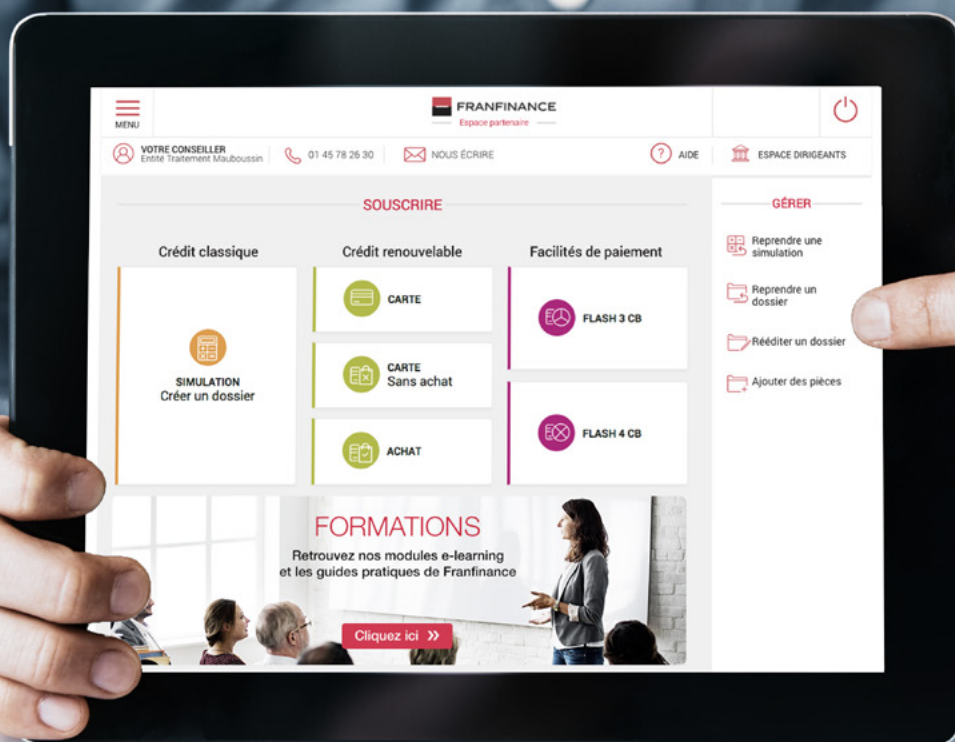 MENU
FRANFINANCE
Espace partenaire
VOTRE CONSEILLER
Entité Traitement Mauboussin
01 45 78 26 30
NOUS ÉCRIRE
? AIDE
ESPACE DIRIGEANTS
SOUSCRIRE
Crédit classique
SIMULATION
Créer un dossier
Crédit renouvelable
CARTE
CARTE
Sans achat
ACHAT
Facilités de paiement
FLASH 3 CB
FLASH 4 CB
GÉRER
Reprendre une
simulation
Reprendre un
dossier
Rééditer un dossier
Ajouter des pièces
FORMATIONS
Retrouvez nos modules e-learning
et les guides pratiques de Franfinance
Cliquez ici »